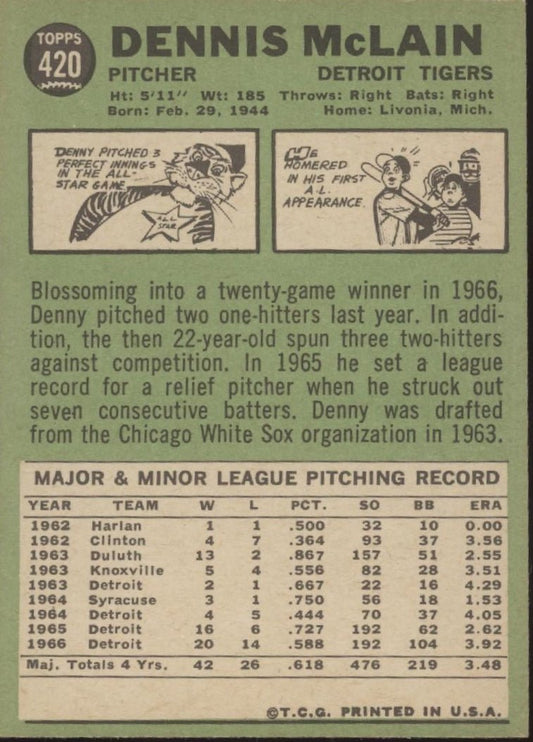 TOPPS
420
DENNIS McLAIN
PITCHER DETROIT TIGERS
Ht: 5'11" Wt: 185 Throws: Right Bats: Right
Born: Feb. 29, 1944 Home: Livonia, Mich.
DENNY PITCHED 3
PERFECT INNINGS
IN THE ALL-
STAR GAME
ALL
STAR
HE
HOMERED
IN HIS FIRST
A.L.
APPEARANCE.
Blossoming into a twenty-game winner in 1966,
Denny pitched two one-hitters last year. In addi-
tion, the then 22-year-old spun three two-hitters
against competition. In 1965 he set a league
record for a relief pitcher when he struck out
seven consecutive batters. Denny was drafted
from the Chicago White Sox organization in 1963.
MAJOR & MINOR LEAGUE PITCHING RECORD
YEAR TEAM W L PCT. SO BB ERA
1962 Harlan 1 1 .500 32 10 0.00
1962 Clinton 4 7 .364 93 37 3.56
1963 Duluth 13 2 .867 157 51 2.55
1963 Knoxville 5 4 .556 82 28 3.51
1963 Detroit 2 1 .667 22 16 4.29
1964 Syracuse 3 1 .750 56 18 1.53
1964 Detroit 4 5 .444 70 37 4.05
1965 Detroit 16 6 .727 192 62 2.62
1966 Detroit 20 14 .588 192 104 3.92
Maj. Totals 4 Yrs. 42 26 .618 476 219 3.48
©T.C.G. PRINTED IN U.S.A.